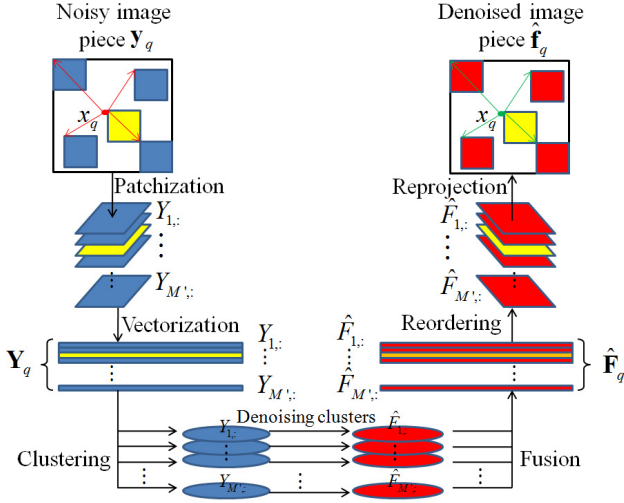 Noisy image
piece y_q
Denoised image
piece f̂_q
x_q
x_q
Patchization
Reprojection
Y_{1,:}
⋮
Y_{M',:}
F̂_{1,:}
⋮
F̂_{M',:}
Vectorization
Reordering
Y_q
Y_{1,:}
⋮
Y_{M',:}
F̂_{1,:}
⋮
F̂_{M',:}
F̂_q
Denoising clusters
Y_{1,:}
⋮
Y_{M',:}
F̂_{1,:}
⋮
F̂_{M',:}
Clustering
Fusion